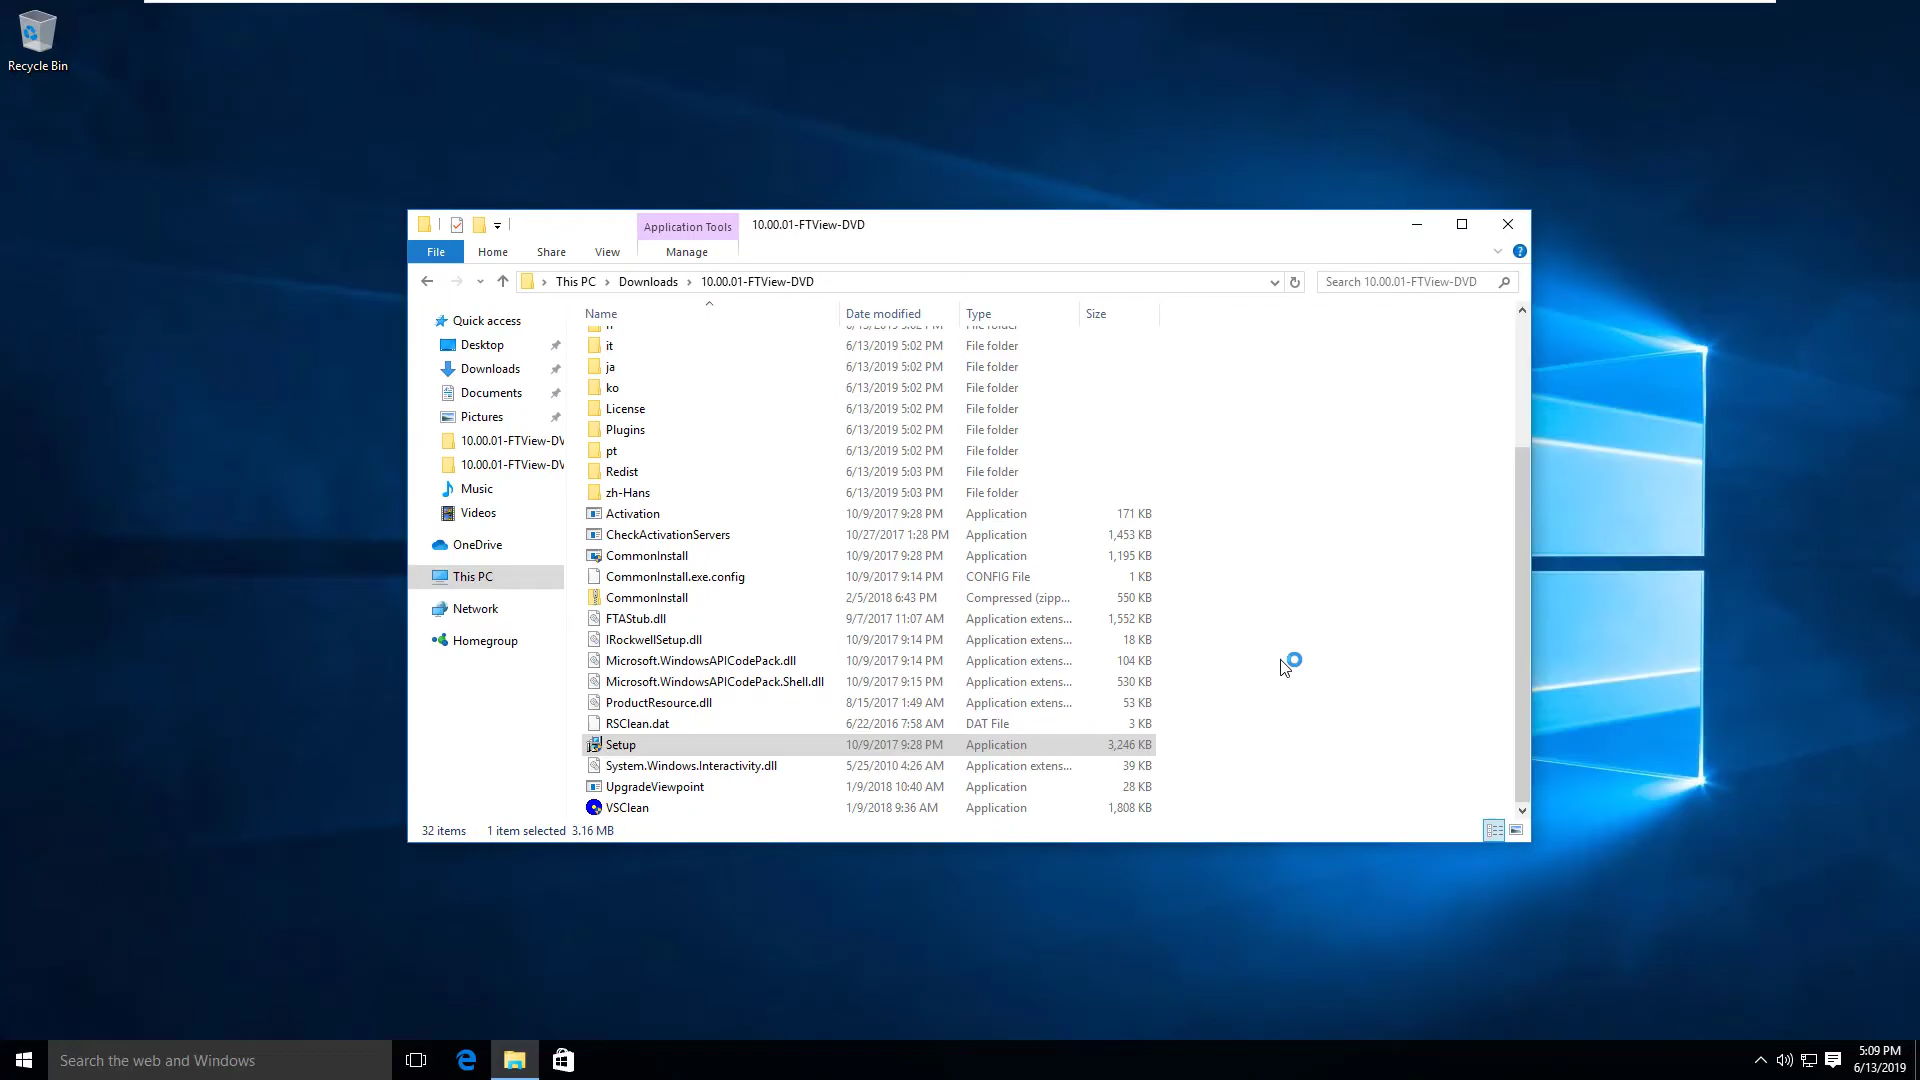 Recycle Bin
Application Tools
10.00.01-FTView-DVD
File
Home
Share
View
Manage
This PC
Downloads
10.00.01-FTView-DVD
Search 10.00.01-FTView-DVD
Name
Date modified
Type
Size
Quick access
Desktop
Downloads
Documents
Pictures
10.00.01-FTView-DV
10.00.01-FTView-DV
Music
Videos
OneDrive
This PC
Network
Homegroup
it 6/13/2019 5:02 PM File folder
ja 6/13/2019 5:02 PM File folder
ko 6/13/2019 5:02 PM File folder
License 6/13/2019 5:02 PM File folder
Plugins 6/13/2019 5:02 PM File folder
pt 6/13/2019 5:02 PM File folder
Redist 6/13/2019 5:03 PM File folder
zh-Hans 6/13/2019 5:03 PM File folder
Activation 10/9/2017 9:28 PM Application 171 KB
CheckActivationServers 10/27/2017 1:28 PM Application 1,453 KB
CommonInstall 10/9/2017 9:28 PM Application 1,195 KB
CommonInstall.exe.config 10/9/2017 9:14 PM CONFIG File 1 KB
CommonInstall 2/5/2018 6:43 PM Compressed (zipp... 550 KB
FTAStub.dll 9/7/2017 11:07 AM Application extens... 1,552 KB
IRockwellSetup.dll 10/9/2017 9:14 PM Application extens... 18 KB
Microsoft.WindowsAPICodePack.dll 10/9/2017 9:14 PM Application extens... 104 KB
Microsoft.WindowsAPICodePack.Shell.dll 10/9/2017 9:15 PM Application extens... 530 KB
ProductResource.dll 8/15/2017 1:49 AM Application extens... 53 KB
RSClean.dat 6/22/2016 7:58 AM DAT File 3 KB
Setup 10/9/2017 9:28 PM Application 3,246 KB
System.Windows.Interactivity.dll 5/25/2010 4:26 AM Application extens... 39 KB
UpgradeViewpoint 1/9/2018 10:40 AM Application 28 KB
VSClean 1/9/2018 9:36 AM Application 1,808 KB
32 items 1 item selected 3.16 MB
Search the web and Windows
5:09 PM
6/13/2019